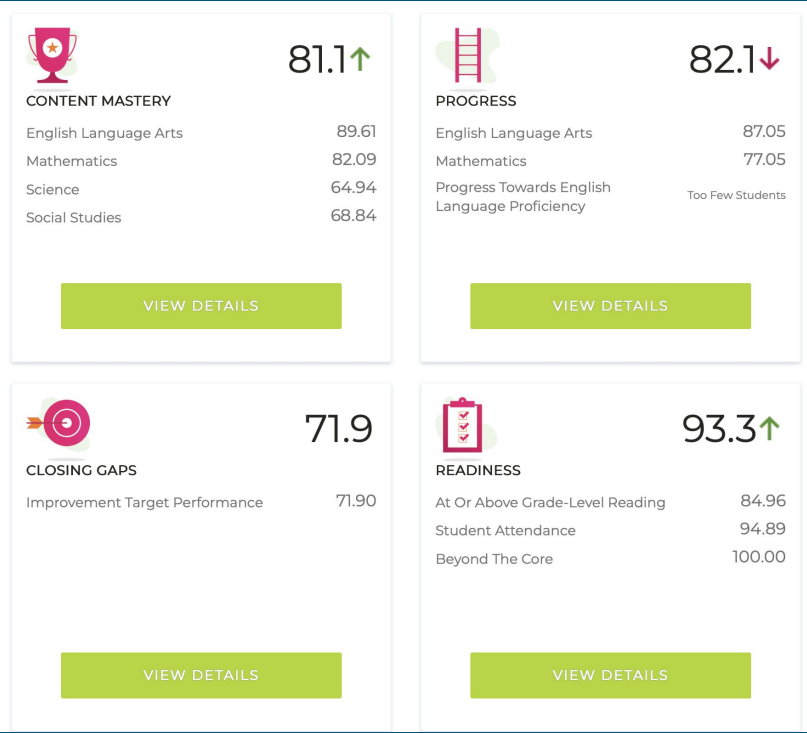 81.1↑
CONTENT MASTERY
English Language Arts 89.61
Mathematics 82.09
Science 64.94
Social Studies 68.84
VIEW DETAILS
82.1↓
PROGRESS
English Language Arts 87.05
Mathematics 77.05
Progress Towards English
Language Proficiency Too Few Students
VIEW DETAILS
71.9
CLOSING GAPS
Improvement Target Performance 71.90
VIEW DETAILS
93.3↑
READINESS
At Or Above Grade-Level Reading 84.96
Student Attendance 94.89
Beyond The Core 100.00
VIEW DETAILS